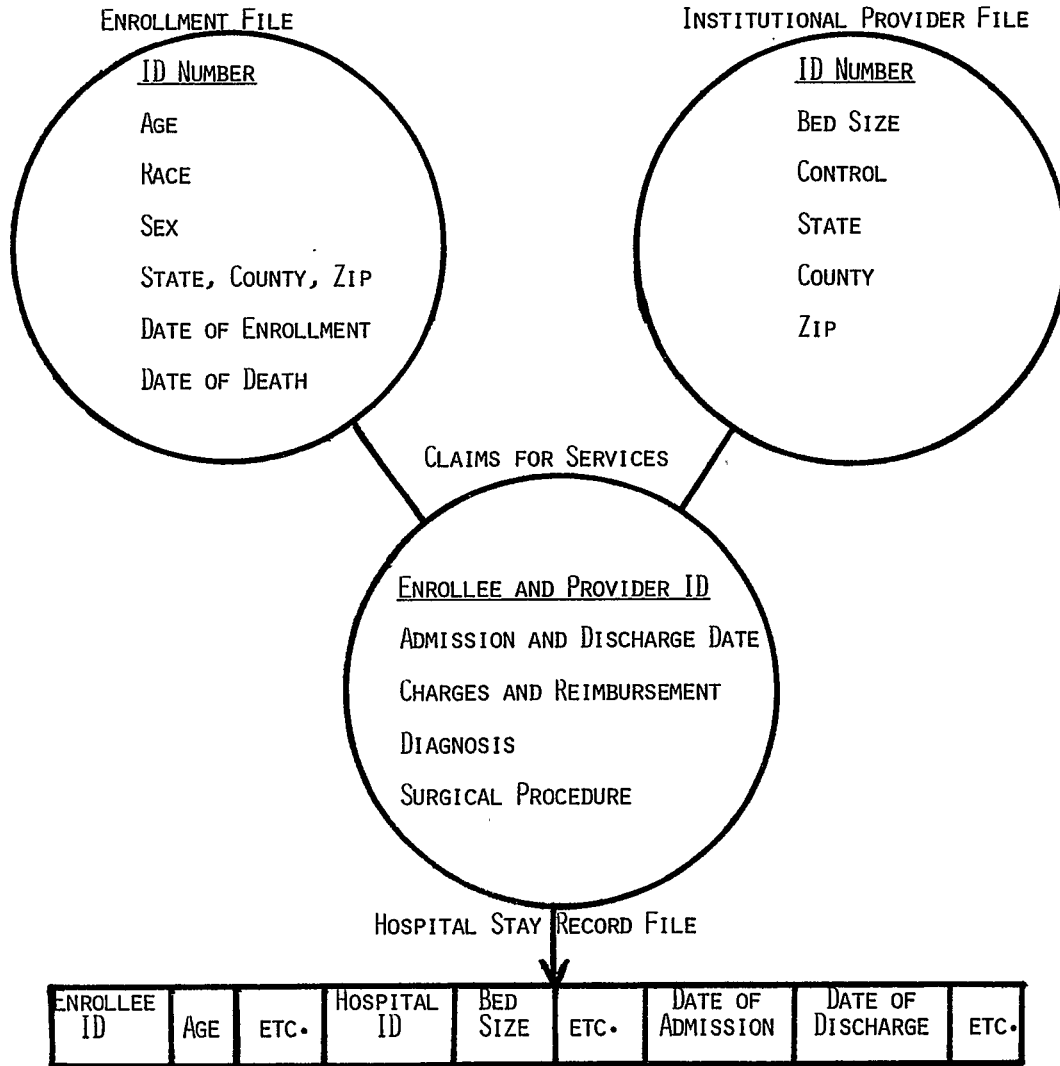 ENROLLMENT FILE
ID NUMBER
AGE
RACE
SEX
STATE, COUNTY, ZIP
DATE OF ENROLLMENT
DATE OF DEATH
INSTITUTIONAL PROVIDER FILE
ID NUMBER
BED SIZE
CONTROL
STATE
COUNTY
ZIP
CLAIMS FOR SERVICES
ENROLLEE AND PROVIDER ID
ADMISSION AND DISCHARGE DATE
CHARGES AND REIMBURSEMENT
DIAGNOSIS
SURGICAL PROCEDURE
HOSPITAL STAY RECORD FILE
ENROLLEE
ID
AGE
ETC.
HOSPITAL
ID
BED
SIZE
ETC.
DATE OF
ADMISSION
DATE OF
DISCHARGE
ETC.